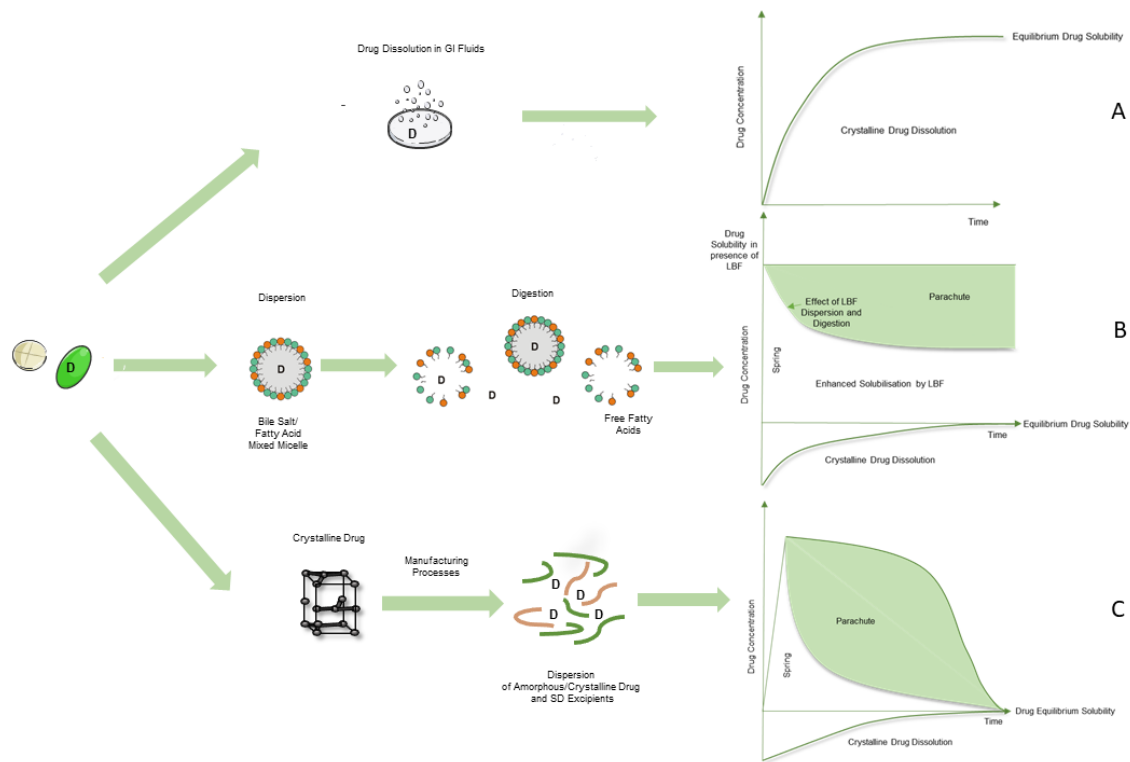 Drug Dissolution in GI Fluids
D
Drug Concentration
Equilibrium Drug Solubility
Crystalline Drug Dissolution
Time
A
D
Dispersion
D
Bile Salt/
Fatty Acid
Mixed Micelle
Digestion
D
D
D
D
Free Fatty
Acids
Drug
Solubility in
presence of
LBF
Drug Concentration
Spring
Effect of LBF
Dispersion and
Digestion
Parachute
Enhanced Solubilisation by LBF
Equilibrium Drug Solubility
Time
Crystalline Drug Dissolution
B
Crystalline Drug
Manufacturing
Processes
D
D
D
D
Dispersion
of Amorphous/Crystalline Drug
and SD Excipients
Drug Concentration
Spring
Parachute
Drug Equilibrium Solubility
Time
Crystalline Drug Dissolution
C